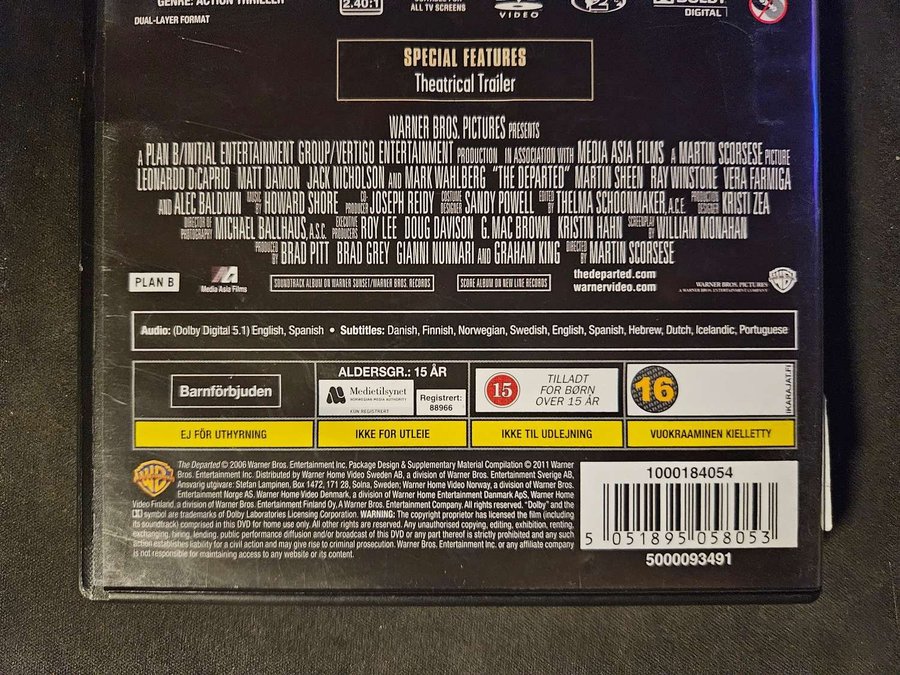 GENRE: ACTION THRILLER
DUAL-LAYER FORMAT
2.40:1
ALL TV SCREENS
VIDEO
DOLBY
DIGITAL
SPECIAL FEATURES
Theatrical Trailer
WARNER BROS. PICTURES PRESENTS
A PLAN B/INITIAL ENTERTAINMENT GROUP/VERTIGO ENTERTAINMENT PRODUCTION IN ASSOCIATION WITH MEDIA ASIA FILMS A MARTIN SCORSESE PICTURE
LEONARDO DiCAPRIO MATT DAMON JACK NICHOLSON AND MARK WAHLBERG "THE DEPARTED" MARTIN SHEEN RAY WINSTONE VERA FARMIGA
AND ALEC BALDWIN MUSIC BY HOWARD SHORE CO PRODUCER JOSEPH REIDY COSTUME DESIGNER SANDY POWELL EDITED BY THELMA SCHOONMAKER, A.C.E. PRODUCTION DESIGNER KRISTI ZEA
DIRECTOR OF PHOTOGRAPHY MICHAEL BALLHAUS, A.S.C. EXECUTIVE PRODUCERS ROY LEE DOUG DAVISON G. MAC BROWN KRISTIN HAHN SCREENPLAY BY WILLIAM MONAHAN
PRODUCED BY BRAD PITT BRAD GREY GIANNI NUNNARI AND GRAHAM KING DIRECTED BY MARTIN SCORSESE
PLAN B
Media Asia Films
SOUNDTRACK ALBUM ON WARNER SUNSET/WARNER BROS. RECORDS
SCORE ALBUM ON NEW LINE RECORDS
thedeparted.com
warnervideo.com
WARNER BROS. PICTURES
A WARNER BROS. ENTERTAINMENT COMPANY
Audio: (Dolby Digital 5.1) English, Spanish • Subtitles: Danish, Finnish, Norwegian, Swedish, English, Spanish, Hebrew, Dutch, Icelandic, Portuguese
Barnförbjuden
ALDERSGR.: 15 ÅR
Medietilsynet
NORWEGIAN MEDIA AUTHORITY
KUN REGISTRERT
Registrert:
88966
15
TILLADT
FOR BØRN
OVER 15 ÅR
16
IKARAJAT.FI
EJ FÖR UTHYRNING
IKKE FOR UTLEIE
IKKE TIL UDLEJNING
VUOKRAAMINEN KIELLETTY
The Departed © 2006 Warner Bros. Entertainment Inc. Package Design & Supplementary Material Compilation © 2011 Warner
Bros. Entertainment Inc. Distributed by Warner Home Video Sweden AB, a division of Warner Bros. Entertainment Sverige AB,
Ansvarig utgivare: Stefan Lampinen, Box 1472, 171 28, Solna, Sweden; Warner Home Video Norway, a division of Warner Bros.
Entertainment Norge AS. Warner Home Video Denmark, a division of Warner Home Entertainment Danmark ApS, Warner Home
Video Finland, a division of Warner Bros. Entertainment Finland Oy, A Warner Bros. Entertainment Company. All rights reserved. "Dolby" and the
symbol are trademarks of Dolby Laboratories Licensing Corporation. WARNING: The copyright proprietor has licensed the film (including
its soundtrack) comprised in this DVD for home use only. All other rights are reserved. Any unauthorised copying, editing, exhibition, renting,
exchanging, hiring, lending, public performance diffusion and/or broadcast of this DVD or any part thereof is strictly prohibited and any such
action establishes liability for a civil action and may give rise to criminal prosecution. Warner Bros. Entertainment Inc. or any affiliate company
is not responsible for maintaining access to any website or its content.
1000184054
5 051895 058053
5000093491